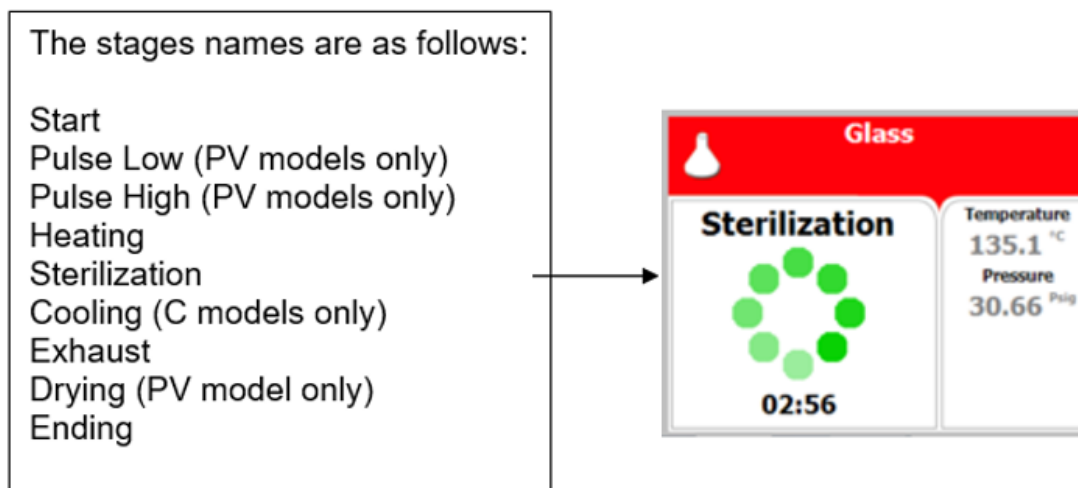 The stages names are as follows:
Start
Pulse Low (PV models only)
Pulse High (PV models only)
Heating
Sterilization
Cooling (C models only)
Exhaust
Drying (PV model only)
Ending
Glass
Sterilization
02:56
Temperature
135.1 °C
Pressure
30.66 Psig